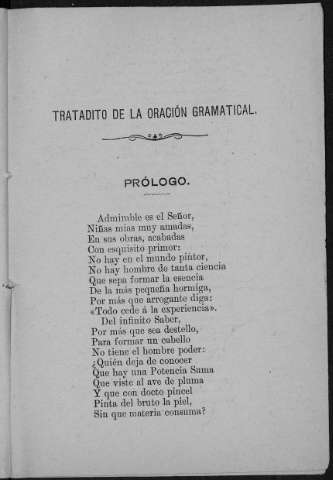 TRATADITO DE LA ORACIÓN GRAMATICAL.
PRÓLOGO.
Admirable es el Señor,
Niñas mias muy amadas,
En sus obras, acabadas
Con esquisito primor:
No hay en el mundo pintor,
No hay hombre de tanta ciencia
Que sepa formar la esencia
De la más pequeña hormiga,
Por más que arrogante diga:
«Todo cede á la experiencia».
Del infinito Saber,
Por más que sea destello,
Para formar un cabello
No tiene el hombre poder:
¿Quién deja de conocer
Que hay una Potencia Suma
Que viste al ave de pluma
Y que con docto pincel
Pinta del bruto la piel,
Sin que materia consuma?